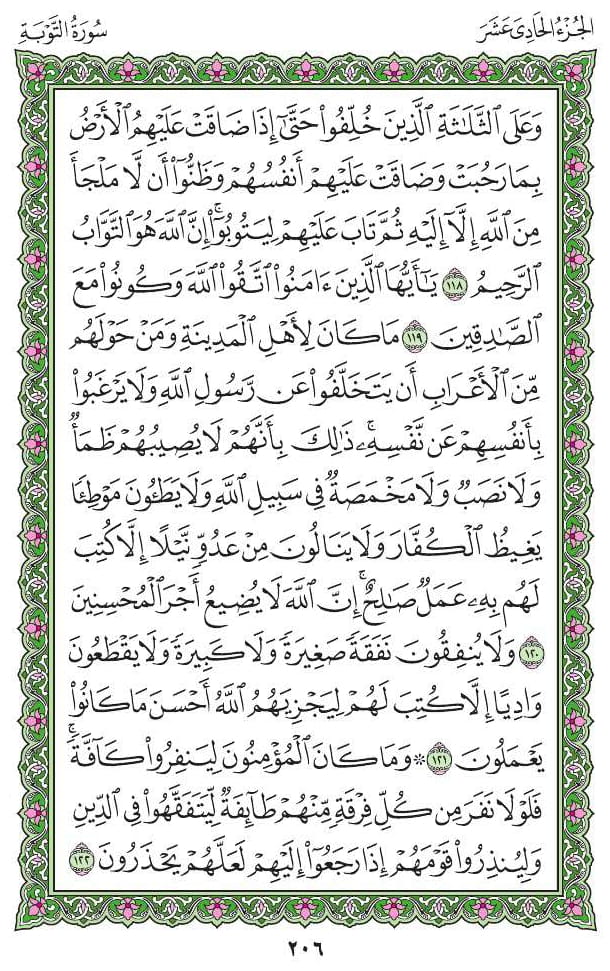 الجُزْءُ الحَادِي عَشَرَ
سُورَةُ التَّوْبَةِ
وَعَلَى ٱلثَّلَٰثَةِ ٱلَّذِينَ خُلِّفُوا۟ حَتَّىٰٓ إِذَا ضَاقَتْ عَلَيْهِمُ ٱلْأَرْضُ
بِمَا رَحُبَتْ وَضَاقَتْ عَلَيْهِمْ أَنفُسُهُمْ وَظَنُّوٓا۟ أَن لَّا مَلْجَأَ
مِنَ ٱللَّهِ إِلَّآ إِلَيْهِ ثُمَّ تَابَ عَلَيْهِمْ لِيَتُوبُوٓا۟ۚ إِنَّ ٱللَّهَ هُوَ ٱلتَّوَّابُ
ٱلرَّحِيمُ ١١٨ يَٰٓأَيُّهَا ٱلَّذِينَ ءَامَنُوا۟ ٱتَّقُوا۟ ٱللَّهَ وَكُونُوا۟ مَعَ
ٱلصَّٰدِقِينَ ١١٩ مَا كَانَ لِأَهْلِ ٱلْمَدِينَةِ وَمَنْ حَوْلَهُم
مِّنَ ٱلْأَعْرَابِ أَن يَتَخَلَّفُوا۟ عَن رَّسُولِ ٱللَّهِ وَلَا يَرْغَبُوا۟
بِأَنفُسِهِمْ عَن نَّفْسِهِۦۚ ذَٰلِكَ بِأَنَّهُمْ لَا يُصِيبُهُمْ ظَمَأٌ
وَلَا نَصَبٌ وَلَا مَخْمَصَةٌ فِى سَبِيلِ ٱللَّهِ وَلَا يَطَـُٔونَ مَوْطِئًا
يَغِيظُ ٱلْكُفَّارَ وَلَا يَنَالُونَ مِنْ عَدُوٍّ نَّيْلًا إِلَّا كُتِبَ
لَهُم بِهِۦ عَمَلٌ صَٰلِحٌۚ إِنَّ ٱللَّهَ لَا يُضِيعُ أَجْرَ ٱلْمُحْسِنِينَ
١٢٠ وَلَا يُنفِقُونَ نَفَقَةً صَغِيرَةً وَلَا كَبِيرَةً وَلَا يَقْطَعُونَ
وَادِيًا إِلَّا كُتِبَ لَهُمْ لِيَجْزِيَهُمُ ٱللَّهُ أَحْسَنَ مَا كَانُوا۟
يَعْمَلُونَ ١٢١ ۞ وَمَا كَانَ ٱلْمُؤْمِنُونَ لِيَنفِرُوا۟ كَآفَّةًۚ
فَلَوْلَا نَفَرَ مِن كُلِّ فِرْقَةٍ مِّنْهُمْ طَآئِفَةٌ لِّيَتَفَقَّهُوا۟ فِى ٱلدِّينِ
وَلِيُنذِرُوا۟ قَوْمَهُمْ إِذَا رَجَعُوٓا۟ إِلَيْهِمْ لَعَلَّهُمْ يَحْذَرُونَ ١٢٢
٢٠٦